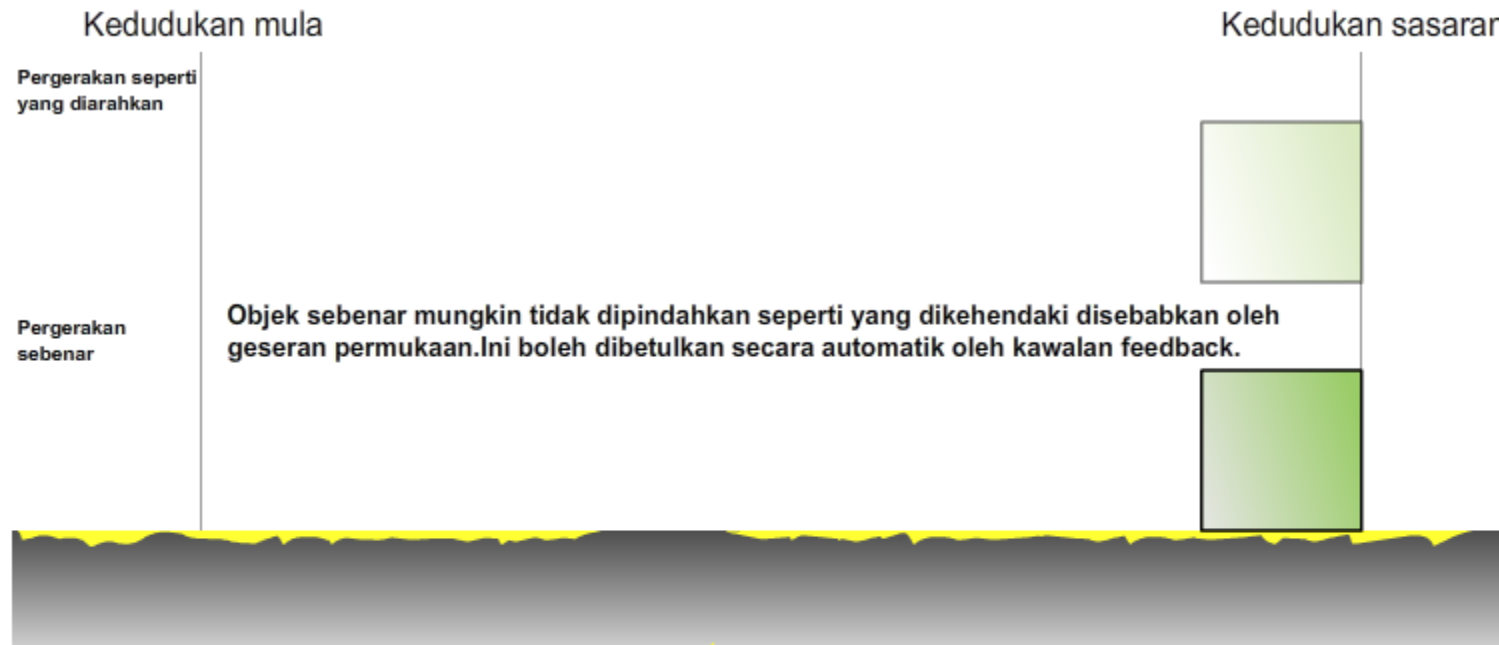 Kedudukan mula
Kedudukan sasaran
Pergerakan seperti
yang diarahkan
Objek sebenar mungkin tidak dipindahkan seperti yang dikehendaki disebabkan oleh
geseran permukaan.Ini boleh dibetulkan secara automatik oleh kawalan feedback.
Pergerakan
sebenar